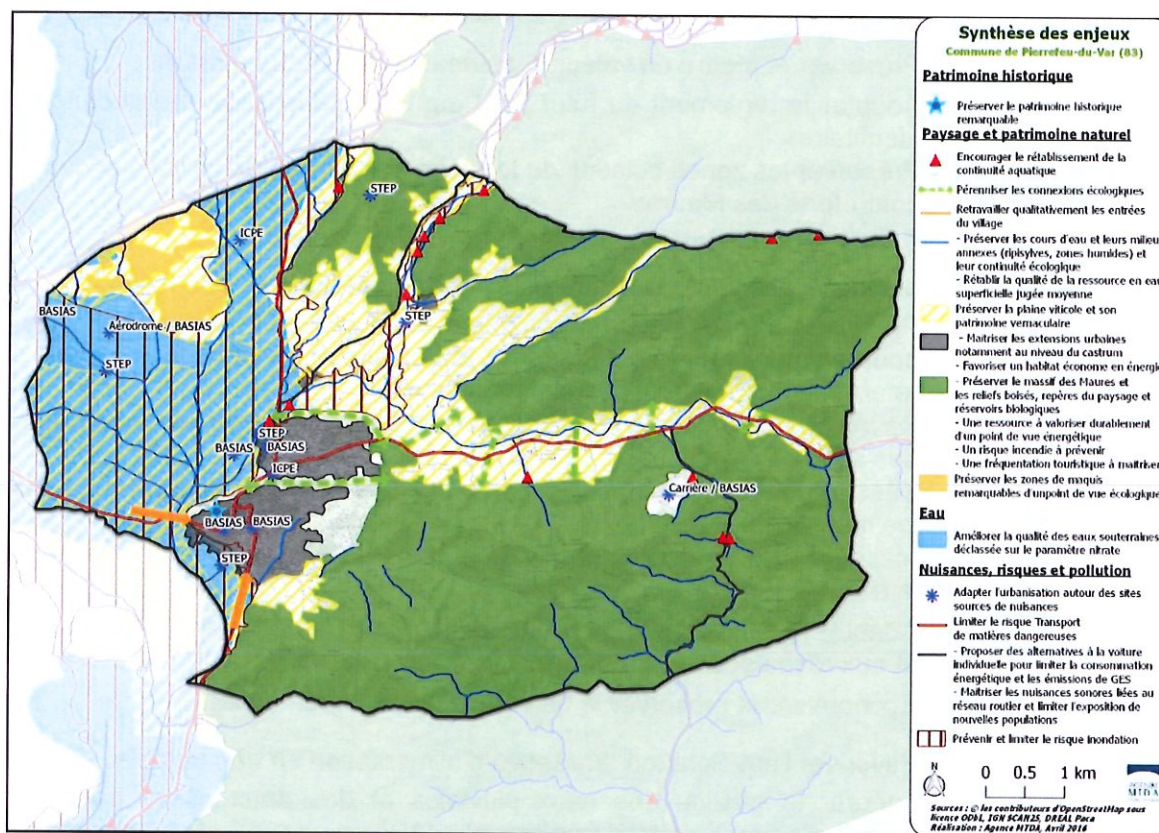 STEP
ICPE
BASIAS
Aérodrome / BASIAS
STEP
STEP
STEP
BASIAS
BASIAS
ICPE
Carrière / BASIAS
BASIAS
BASIAS
STEP
Synthèse des enjeux
Commune de Pierrefeu-du-Var (83)
Patrimoine historique
Préserver le patrimoine historique
remarquable
Paysage et patrimoine naturel
Encourager le rétablissement de la
continuité aquatique
Pérenniser les connexions écologiques
Retravailler qualitativement les entrées
du village
- Préserver les cours d'eau et leurs milieu
annexes (ripisylves, zones humides) et
leur continuité écologique
- Rétablir la qualité de la ressource en eau
superficielle jugée moyenne
Préserver la plaine viticole et son
patrimoine vernaculaire
- Maitriser les extensions urbaines
notamment au niveau du castrum
- Favoriser un habitat économe en énergie
- Préserver le massif des Maures et
les reliefs boisés, repères du paysage et
réservoirs biologiques
- Une ressource à valoriser durablement
d'un point de vue énergétique
- Un risque incendie à prévenir
- Une fréquentation touristique à maitriser
Préserver les zones de maquis
remarquables d'unpoint de vue écologique
Eau
Améliorer la qualité des eaux souterraines
déclassée sur le paramètre nitrate
Nuisances, risques et pollution
Adapter l'urbanisation autour des sites
sources de nuisances
Limiter le risque Transport
de matières dangereuses
- Proposer des alternatives à la voiture
individuelle pour limiter la consommation
énergétique et les émissions de GES
- Maitriser les nuisances sonores liées au
réseau routier et limiter l'exposition de
nouvelles populations
Prévenir et limiter le risque inondation
N
0 0.5 1 km
MTDA
Sources : © les contributeurs d'OpenStreetMap sous
licence ODbL, IGN SCAN25, DREAL Paca
Réalisation : Agence MTDA, Avril 2016